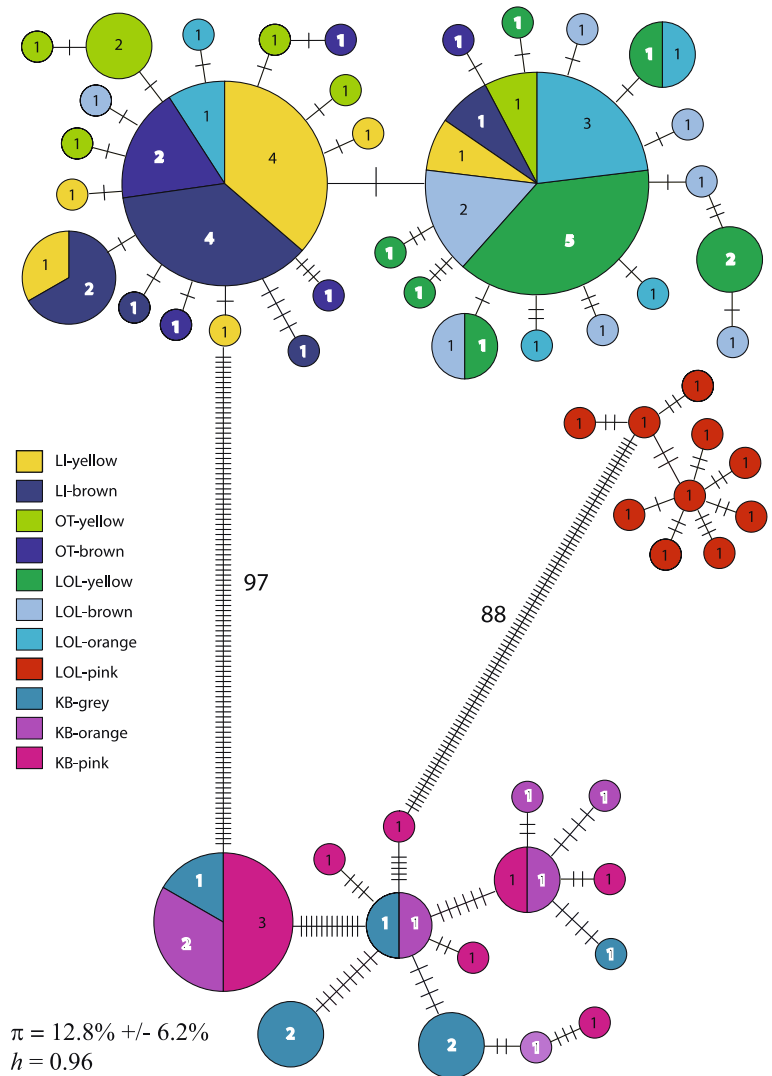 1 2 1 1 1 1 1 1 1 1
1 1 1 1 1 3 1
2 4 1 1 1
1 1 1 2 1
1 4 5
1 2 1 2
1 1 1 1 1 1
1 1 1 1 1 1 1
1
1 1
1
LI-yellow 1
LI-brown 1
OT-yellow 1 1
OT-brown 1 1 1
LOL-yellow
97
LOL-brown
88
LOL-orange
LOL-pink
KB-grey
KB-orange
KB-pink
1 1
1
1
1 1 1 1
1 3 1 1
2 1 1
1
π = 12.8% +/- 6.2% 2 2 1 1
h = 0.96